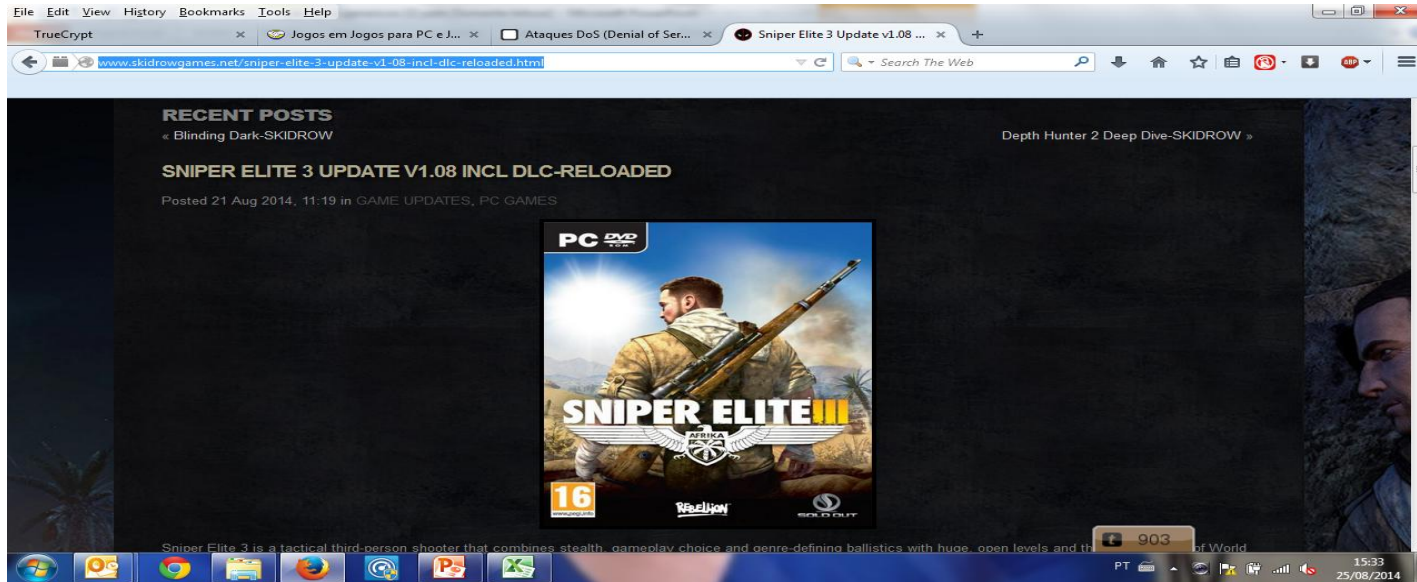 File Edit View History Bookmarks Tools Help
TrueCrypt × Jogos em Jogos para PC e J... × Ataques DoS (Denial of Ser... × Sniper Elite 3 Update v1.08 ... × +
www.skidrowgames.net/sniper-elite-3-update-v1-08-incl-dlc-reloaded.html Search The Web ABP
RECENT POSTS
« Blinding Dark-SKIDROW Depth Hunter 2 Deep Dive-SKIDROW »
SNIPER ELITE 3 UPDATE V1.08 INCL DLC-RELOADED
Posted 21 Aug 2014, 11:19 in GAME UPDATES, PC GAMES
PC DVD ROM
SNIPER ELITE III
AFRIKA
16
www.pegi.info
REBELLION
SOLD OUT
Sniper Elite 3 is a tactical third-person shooter that combines stealth, gameplay choice and genre-defining ballistics with huge, open levels and th of World
903
PT 15:33
25/08/2014